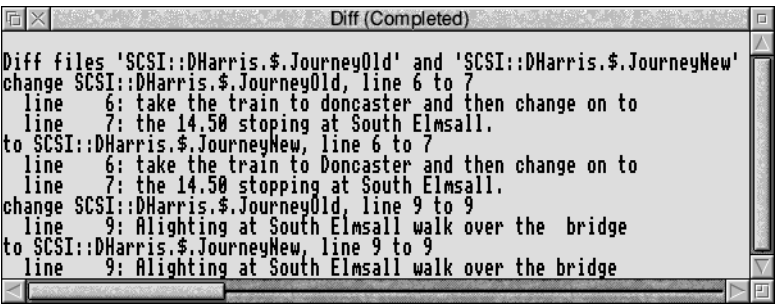 Diff (Completed)
Diff files 'SCSI::DHarris.$.JourneyOld' and 'SCSI::DHarris.$.JourneyNew'
change SCSI::DHarris.$.JourneyOld, line 6 to 7
  line    6: take the train to doncaster and then change on to
  line    7: the 14.50 stoping at South Elmsall.
to SCSI::DHarris.$.JourneyNew, line 6 to 7
  line    6: take the train to Doncaster and then change on to
  line    7: the 14.50 stopping at South Elmsall.
change SCSI::DHarris.$.JourneyOld, line 9 to 9
  line    9: Alighting at South Elmsall walk over the  bridge
to SCSI::DHarris.$.JourneyNew, line 9 to 9
  line    9: Alighting at South Elmsall walk over the bridge